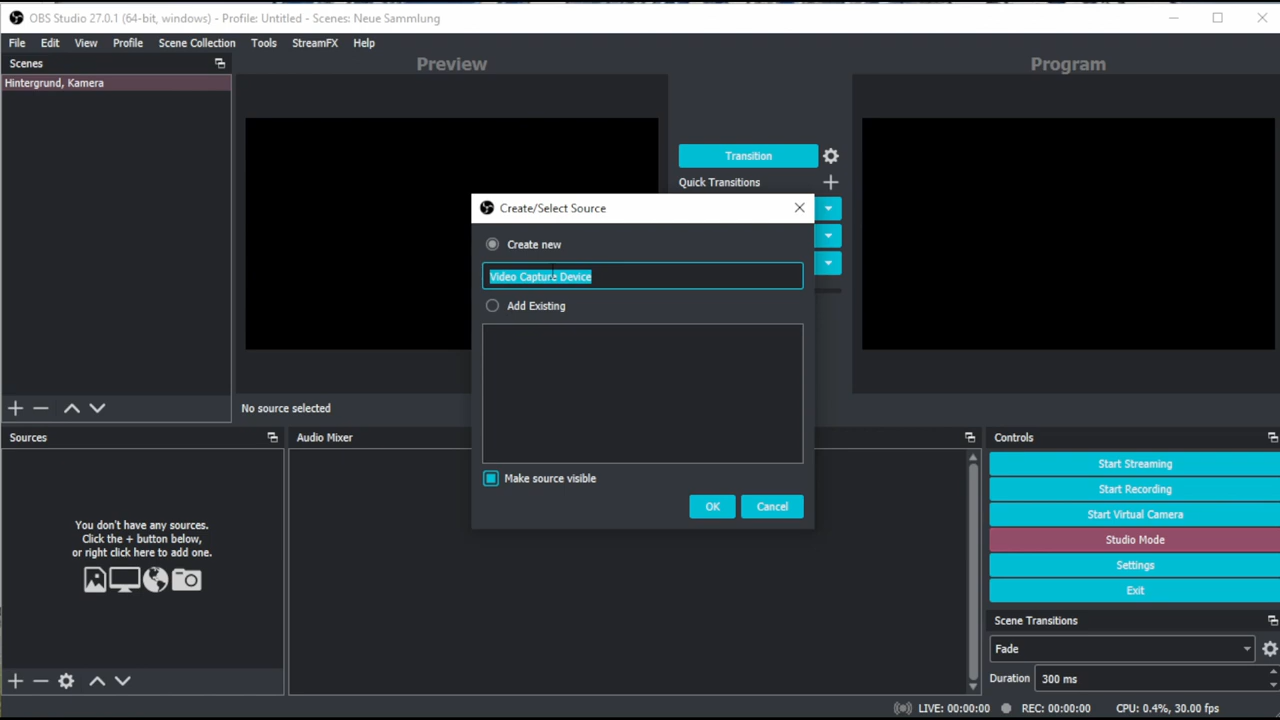 OBS Studio 27.0.1 (64-bit, windows) - Profile: Untitled - Scenes: Neue Sammlung
File Edit View Profile Scene Collection Tools StreamFX Help
Scenes
Hintergrund, Kamera
Preview
Program
Transition
Quick Transitions
Create/Select Source
Create new
Video Capture Device
Add Existing
Make source visible
OK Cancel
No source selected
Sources
You don't have any sources.
Click the + button below,
or right click here to add one.
Audio Mixer
Controls
Start Streaming
Start Recording
Start Virtual Camera
Studio Mode
Settings
Exit
Scene Transitions
Fade
Duration 300 ms
LIVE: 00:00:00 REC: 00:00:00 CPU: 0.4%, 30.00 fps